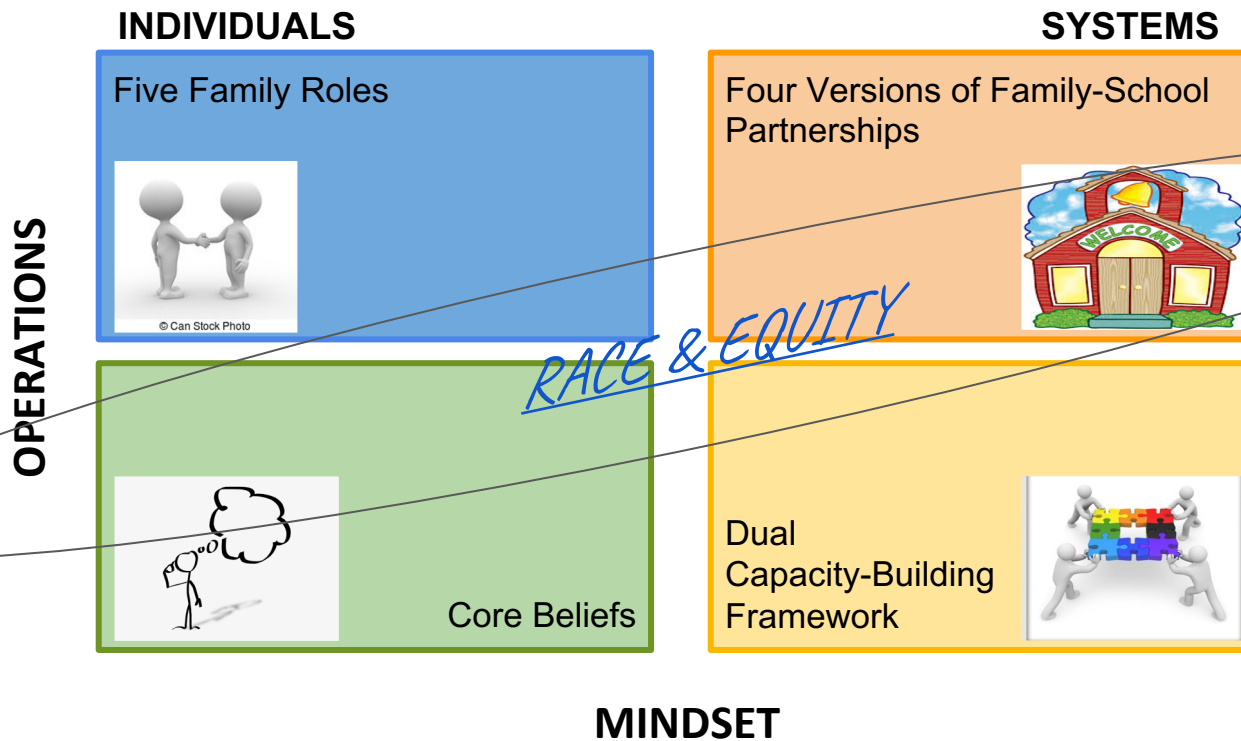 INDIVIDUALS
SYSTEMS
Five Family Roles
Four Versions of Family-School
Partnerships
WELCOME
© Can Stock Photo
OPERATIONS
RACE & EQUITY
Core Beliefs
Dual
Capacity-Building
Framework
MINDSET